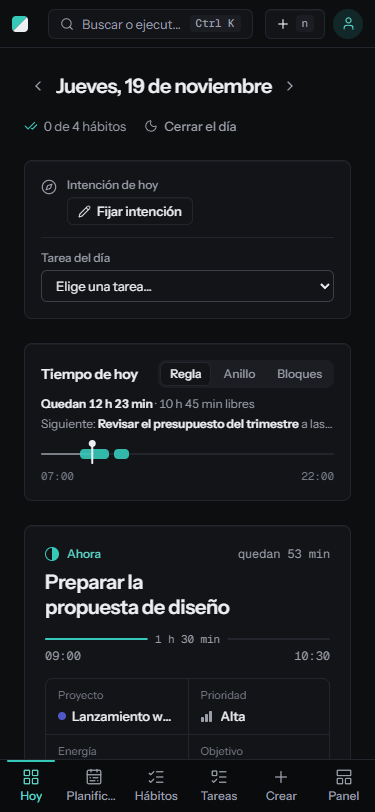 Buscar o ejecut... Ctrl K
n
Jueves, 19 de noviembre
0 de 4 hábitos
Cerrar el día
Intención de hoy
Fijar intención
Tarea del día
Elige una tarea...
Tiempo de hoy
Regla
Anillo
Bloques
Quedan 12 h 23 min · 10 h 45 min libres
Siguiente: Revisar el presupuesto del trimestre a las...
07:00
22:00
Ahora
quedan 53 min
Preparar la
propuesta de diseño
1 h 30 min
09:00
10:30
Proyecto
Prioridad
Lanzamiento w...
Alta
Energía
Objetivo
Hoy
Planific...
Hábitos
Tareas
Crear
Panel